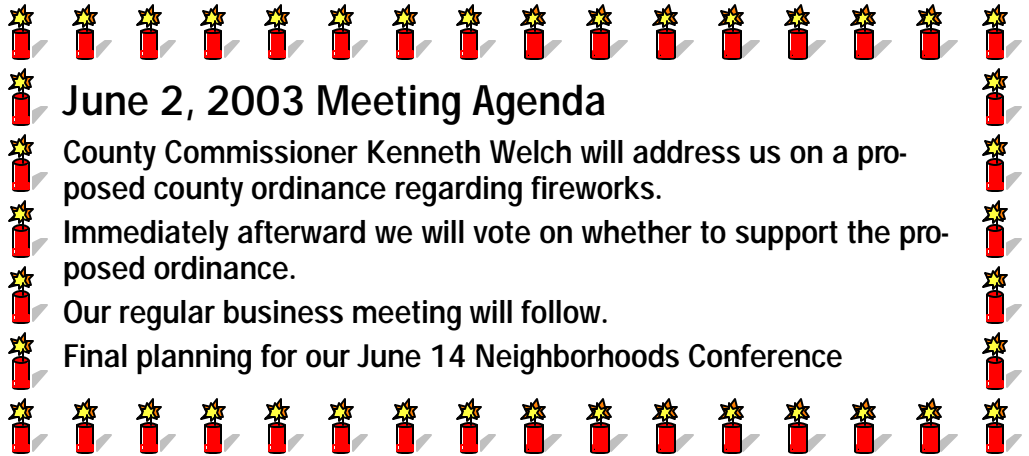 June 2, 2003 Meeting Agenda
County Commissioner Kenneth Welch will address us on a pro-
posed county ordinance regarding fireworks.
Immediately afterward we will vote on whether to support the pro-
posed ordinance.
Our regular business meeting will follow.
Final planning for our June 14 Neighborhoods Conference